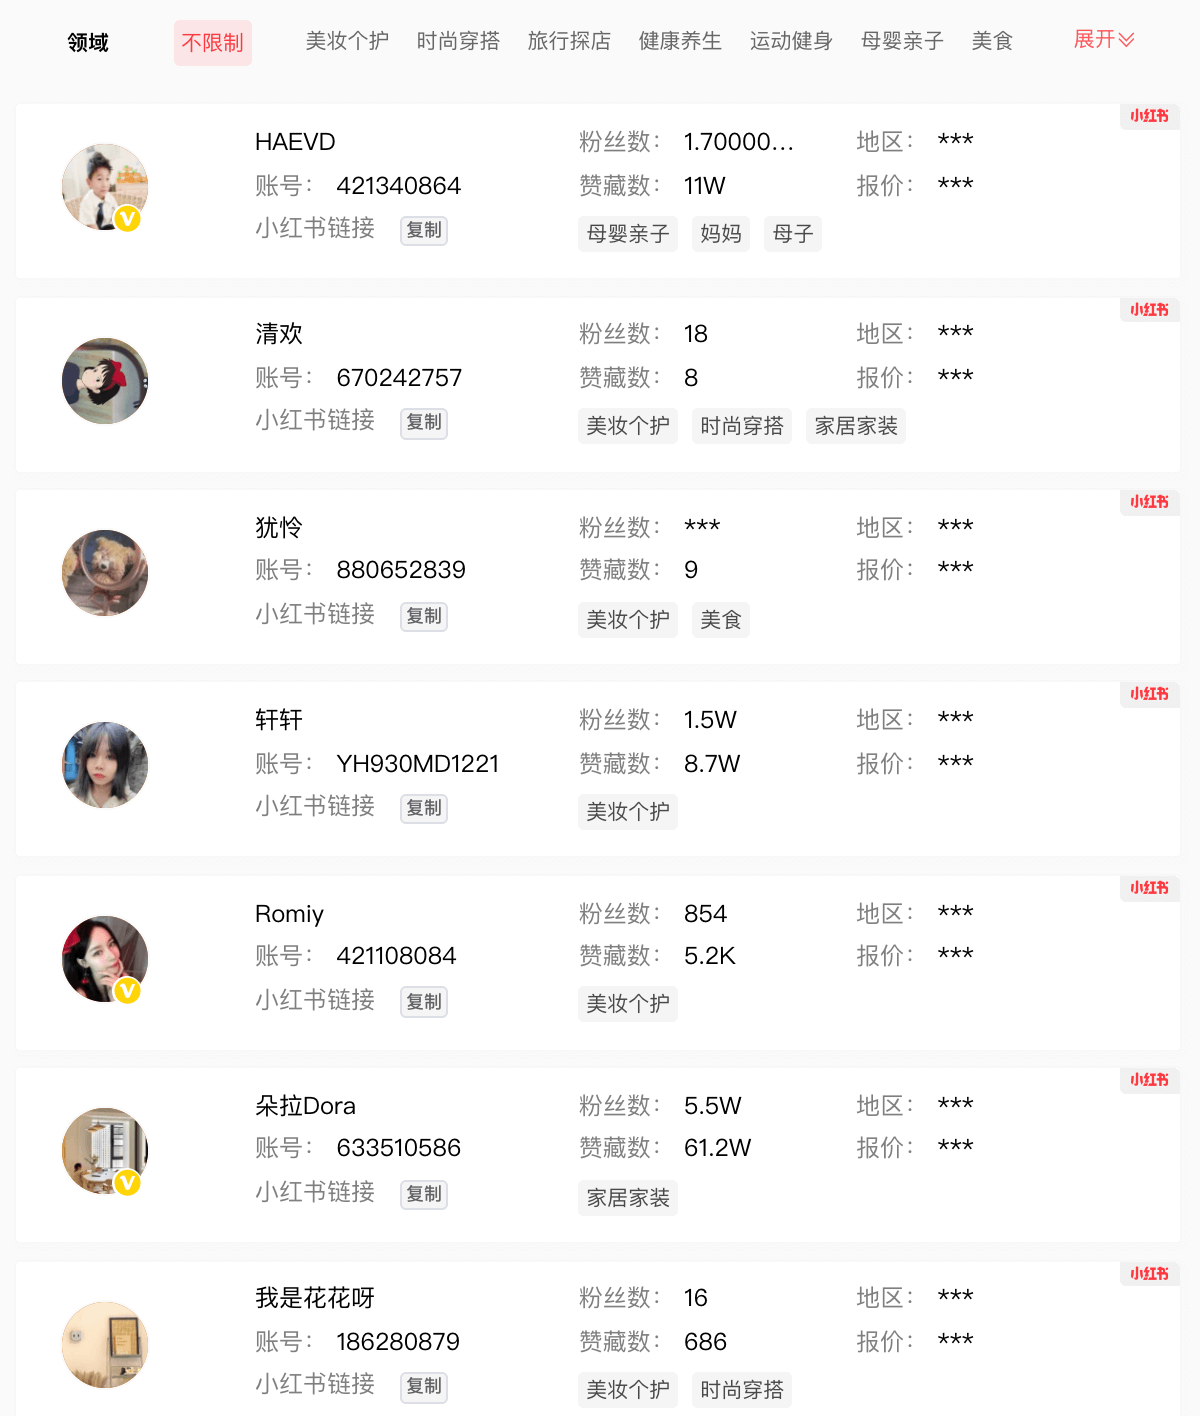 领域 不限制 美妆个护 时尚穿搭 旅行探店 健康养生 运动健身 母婴亲子 美食 展开
小红书
HAEVD 粉丝数： 1.70000... 地区： ***
账号： 421340864 赞藏数： 11W 报价： ***
小红书链接 复制 母婴亲子 妈妈 母子
小红书
清欢 粉丝数： 18 地区： ***
账号： 670242757 赞藏数： 8 报价： ***
小红书链接 复制 美妆个护 时尚穿搭 家居家装
小红书
犹怜 粉丝数： *** 地区： ***
账号： 880652839 赞藏数： 9 报价： ***
小红书链接 复制 美妆个护 美食
小红书
轩轩 粉丝数： 1.5W 地区： ***
账号： YH930MD1221 赞藏数： 8.7W 报价： ***
小红书链接 复制 美妆个护
小红书
Romiy 粉丝数： 854 地区： ***
账号： 421108084 赞藏数： 5.2K 报价： ***
小红书链接 复制 美妆个护
小红书
朵拉Dora 粉丝数： 5.5W 地区： ***
账号： 633510586 赞藏数： 61.2W 报价： ***
小红书链接 复制 家居家装
小红书
我是花花呀 粉丝数： 16 地区： ***
账号： 186280879 赞藏数： 686 报价： ***
小红书链接 复制 美妆个护 时尚穿搭